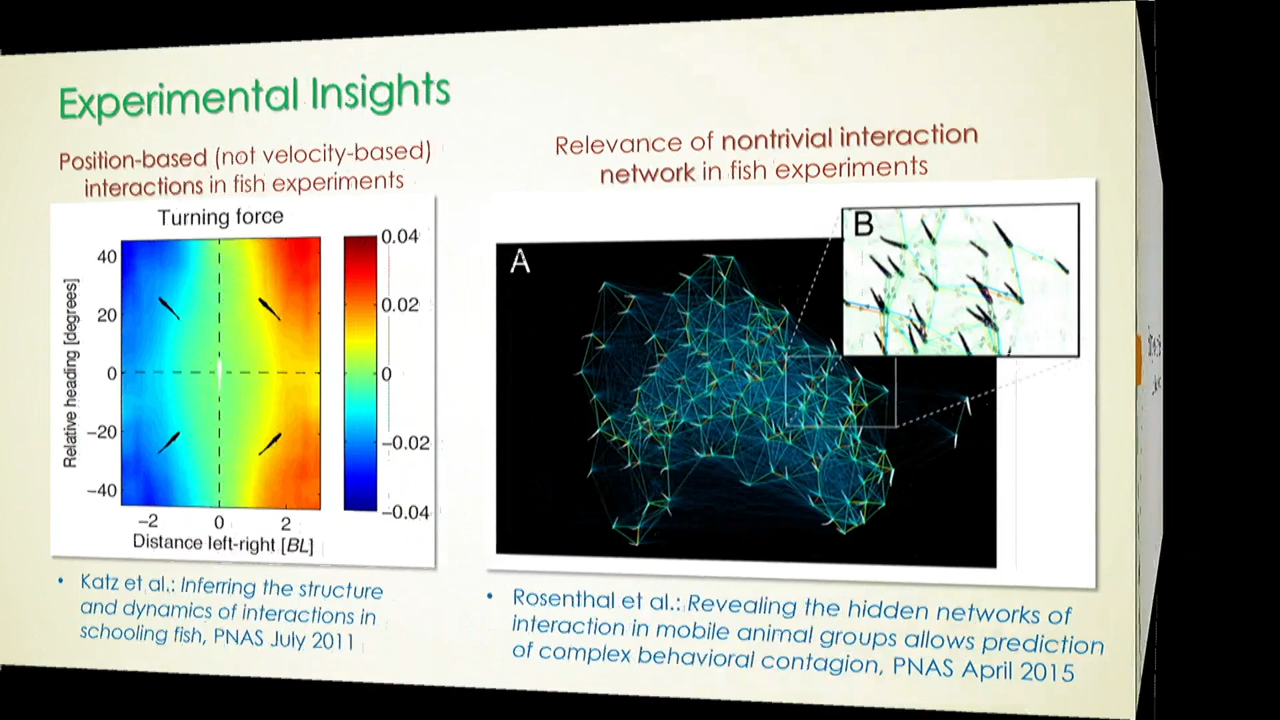 Experimental Insights
Position-based (not velocity-based)
interactions in fish experiments
Turning force
40
20
0
−20
−40
Relative heading [degrees]
−2
0
2
Distance left-right [BL]
0.04
0.02
0
−0.02
−0.04
• Katz et al.: Inferring the structure
and dynamics of interactions in
schooling fish, PNAS July 2011
Relevance of nontrivial interaction
network in fish experiments
A
B
• Rosenthal et al.: Revealing the hidden networks of
interaction in mobile animal groups allows prediction
of complex behavioral contagion, PNAS April 2015